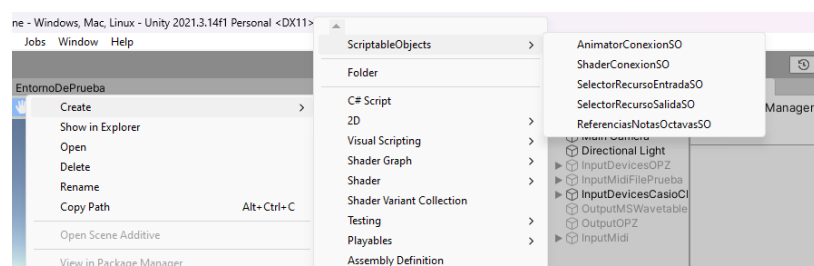 ne - Windows, Mac, Linux - Unity 2021.3.14f1 Personal <DX11>
Jobs Window Help
EntornoDePrueba
Create
Show in Explorer
Open
Delete
Rename
Copy Path Alt+Ctrl+C
Open Scene Additive
View in Package Manager
ScriptableObjects
Folder
C# Script
2D
Visual Scripting
Shader Graph
Shader
Shader Variant Collection
Testing
Playables
Assembly Definition
AnimatorConexionSO
ShaderConexionSO
SelectorRecursoEntradaSO
SelectorRecursoSalidaSO
ReferenciasNotasOctavasSO
Manager
Main Camera
Directional Light
InputDevicesOPZ
InputMidiFilePrueba
InputDevicesCasioCl
OutputMSWavetable
OutputOPZ
InputMidi